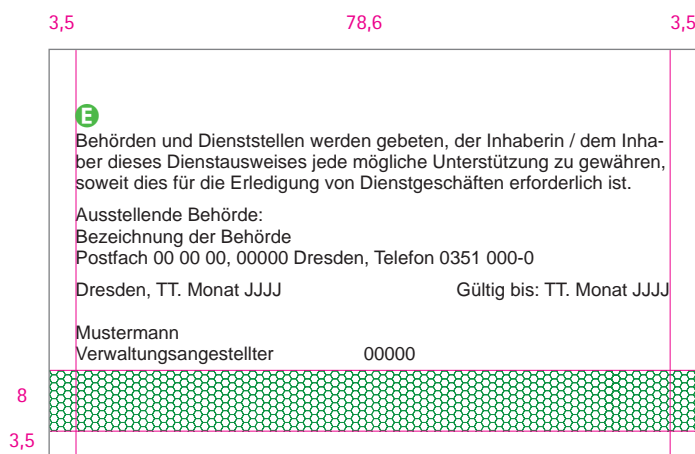 3,5 78,6 3,5
E
Behörden und Dienststellen werden gebeten, der Inhaberin / dem Inha-
ber dieses Dienstausweises jede mögliche Unterstützung zu gewähren,
soweit dies für die Erledigung von Dienstgeschäften erforderlich ist.
Ausstellende Behörde:
Bezeichnung der Behörde
Postfach 00 00 00, 00000 Dresden, Telefon 0351 000-0
Dresden, TT. Monat JJJJ Gültig bis: TT. Monat JJJJ
Mustermann
Verwaltungsangestellter 00000
8
3,5